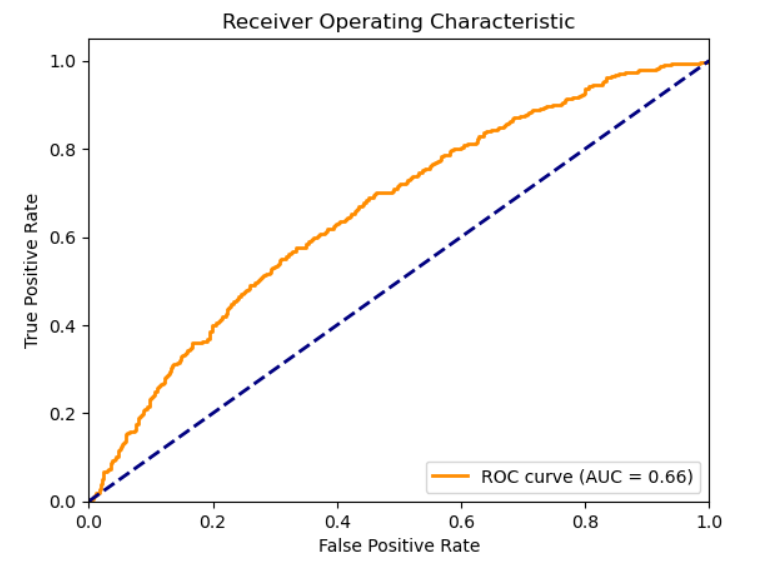 Receiver Operating Characteristic
1.0
0.8
0.6
0.4
0.2
0.0
True Positive Rate
ROC curve (AUC = 0.66)
0.0 0.2 0.4 0.6 0.8 1.0
False Positive Rate